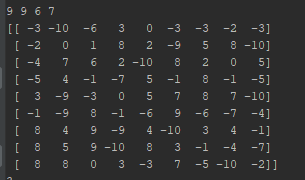 9 9 6 7
[[ -3 -10  -6   3   0  -3  -3  -2  -3]
 [ -2   0   1   8   2  -9   5   8 -10]
 [ -4   7   6   2 -10   8   2   0   5]
 [ -5   4  -1  -7   5  -1   8  -1  -5]
 [  3  -9  -3   0   5   7   8   7 -10]
 [ -1  -9   8  -1  -6   9  -6  -7  -4]
 [  8   4   9  -9   4 -10   3   4  -1]
 [  8   5   9 -10   8   3  -1  -4  -7]
 [  8   8   0   3  -3   7  -5 -10  -2]]